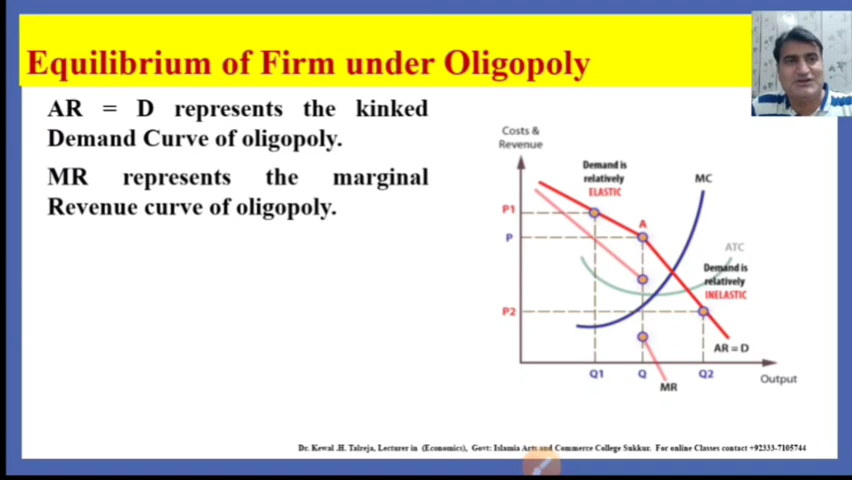 Equilibrium of Firm under Oligopoly
AR = D represents the kinked
Demand Curve of oligopoly.
MR represents the marginal
Revenue curve of oligopoly.
Costs &
Revenue
Demand is
relatively
ELASTIC
MC
P1
A
P
ATC
Demand is
relatively
INELASTIC
P2
AR = D
Q1
Q
Q2
Output
MR
Dr. Kewal .H. Talreja, Lecturer in (Economics), Govt: Islamia Arts and Commerce College Sukkur. For online Classes contact +92333-7105744